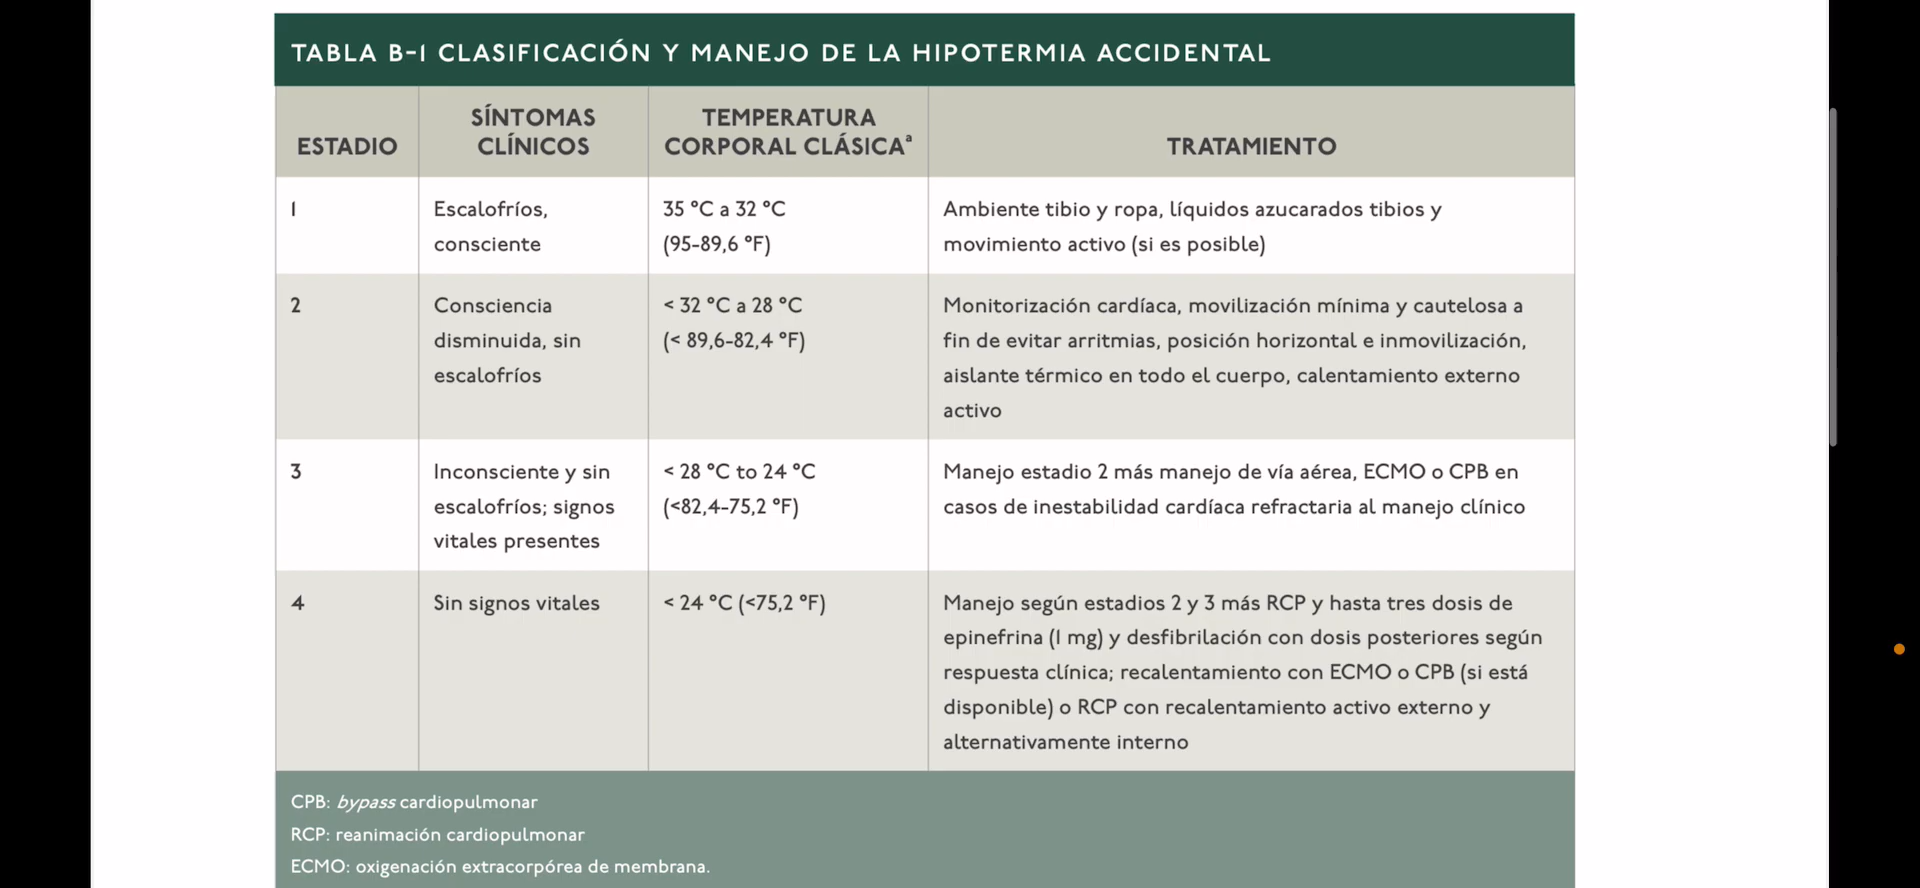 TABLA B-1 CLASIFICACIÓN Y MANEJO DE LA HIPOTERMIA ACCIDENTAL
ESTADIO
SÍNTOMAS
CLÍNICOS
TEMPERATURA
CORPORAL CLÁSICAª
TRATAMIENTO
1
Escalofríos,
consciente
35 °C a 32 °C
(95-89,6 °F)
Ambiente tibio y ropa, líquidos azucarados tibios y
movimiento activo (si es posible)
2
Consciencia
disminuida, sin
escalofríos
< 32 °C a 28 °C
(< 89,6-82,4 °F)
Monitorización cardíaca, movilización mínima y cautelosa a
fin de evitar arritmias, posición horizontal e inmovilización,
aislante térmico en todo el cuerpo, calentamiento externo
activo
3
Inconsciente y sin
escalofríos; signos
vitales presentes
< 28 °C to 24 °C
(<82,4-75,2 °F)
Manejo estadio 2 más manejo de vía aérea, ECMO o CPB en
casos de inestabilidad cardíaca refractaria al manejo clínico
4
Sin signos vitales
< 24 °C (<75,2 °F)
Manejo según estadios 2 y 3 más RCP y hasta tres dosis de
epinefrina (1 mg) y desfibrilación con dosis posteriores según
respuesta clínica; recalentamiento con ECMO o CPB (si está
disponible) o RCP con recalentamiento activo externo y
alternativamente interno
CPB: bypass cardiopulmonar
RCP: reanimación cardiopulmonar
ECMO: oxigenación extracorpórea de membrana.